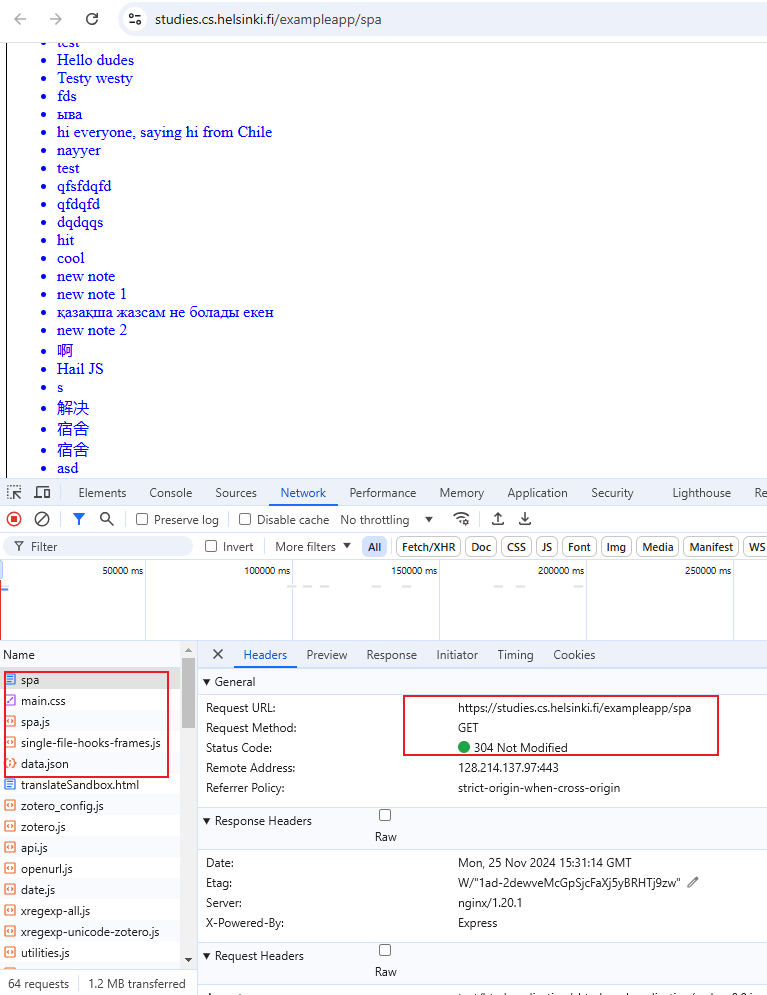 studies.cs.helsinki.fi/exampleapp/spa
test
Hello dudes
Testy westy
fds
ыва
hi everyone, saying hi from Chile
nayyer
test
qfsfdqfd
qfdqfd
dqdqqs
hit
cool
new note
new note 1
қазақша жазсам не болады екен
new note 2
啊
Hail JS
s
解决
宿舍
宿舍
asd
Elements Console Sources Network Performance Memory Application Security Lighthouse Re
Preserve log Disable cache No throttling
Filter Invert More filters All Fetch/XHR Doc CSS JS Font Img Media Manifest WS
50000 ms 100000 ms 150000 ms 200000 ms 250000 ms
Name Headers Preview Response Initiator Timing Cookies
spa
main.css
spa.js
single-file-hooks-frames.js
data.json
translateSandbox.html
zotero_config.js
zotero.js
api.js
openurl.js
date.js
xregexp-all.js
xregexp-unicode-zotero.js
utilities.js
64 requests 1.2 MB transferred
General
Request URL: https://studies.cs.helsinki.fi/exampleapp/spa
Request Method: GET
Status Code: 304 Not Modified
Remote Address: 128.214.137.97:443
Referrer Policy: strict-origin-when-cross-origin
Response Headers
Raw
Date: Mon, 25 Nov 2024 15:31:14 GMT
Etag: W/"1ad-2dewveMcGpSjcFaXj5yBRHTj9zw"
Server: nginx/1.20.1
X-Powered-By: Express
Request Headers
Raw